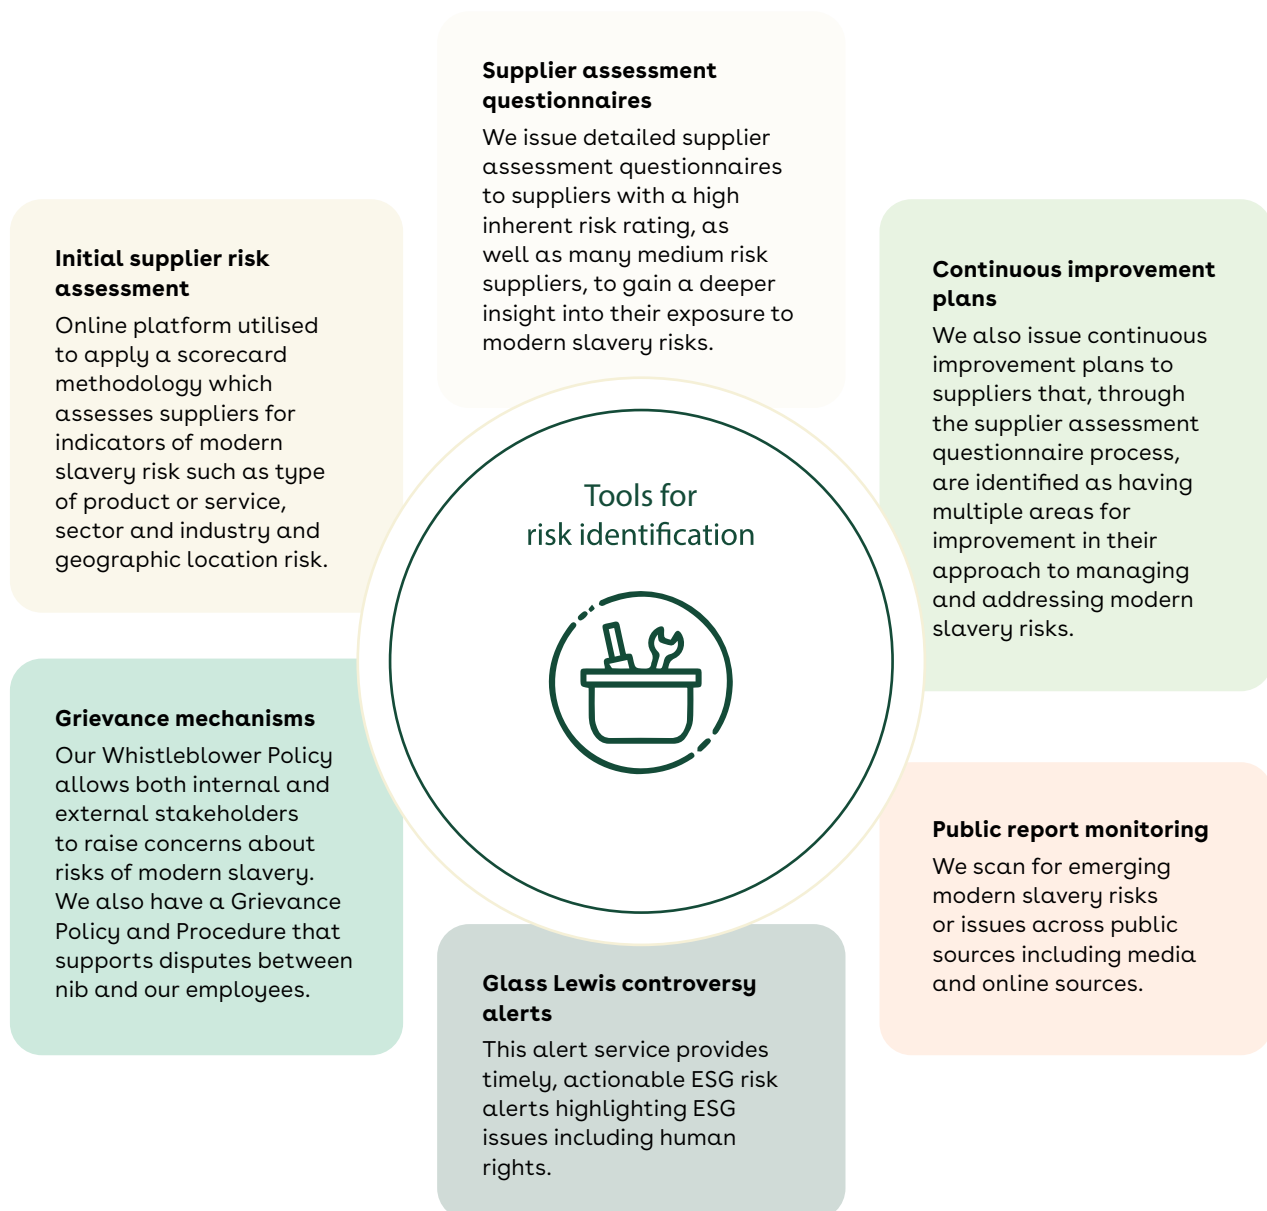 Supplier assessment
questionnaires
We issue detailed supplier
assessment questionnaires
to suppliers with a high
inherent risk rating, as
well as many medium risk
suppliers, to gain a deeper
insight into their exposure to
modern slavery risks.
Initial supplier risk
assessment
Online platform utilised
to apply a scorecard
methodology which
assesses suppliers for
indicators of modern
slavery risk such as type
of product or service,
sector and industry and
geographic location risk.
Continuous improvement
plans
We also issue continuous
improvement plans to
suppliers that, through
the supplier assessment
questionnaire process,
are identified as having
multiple areas for
improvement in their
approach to managing
and addressing modern
slavery risks.
Tools for
risk identification
Grievance mechanisms
Our Whistleblower Policy
allows both internal and
external stakeholders
to raise concerns about
risks of modern slavery.
We also have a Grievance
Policy and Procedure that
supports disputes between
nib and our employees.
Public report monitoring
We scan for emerging
modern slavery risks
or issues across public
sources including media
and online sources.
Glass Lewis controversy
alerts
This alert service provides
timely, actionable ESG risk
alerts highlighting ESG
issues including human
rights.